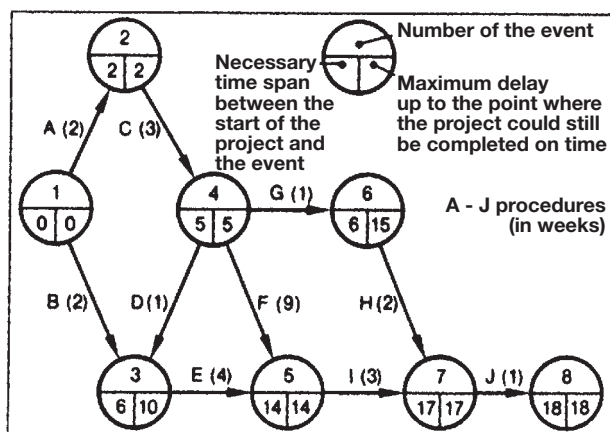 2
2 2
Number of the event
Necessary
time span
between the
start of the
project and
the event
Maximum delay
up to the point where
the project could still
be completed on time
A (2)
C (3)
1
0 0
4
5 5
G (1)
6
6 15
A - J procedures
(in weeks)
B (2)
D (1)
F (9)
H (2)
3
6 10
E (4)
5
14 14
I (3)
7
17 17
J (1)
8
18 18